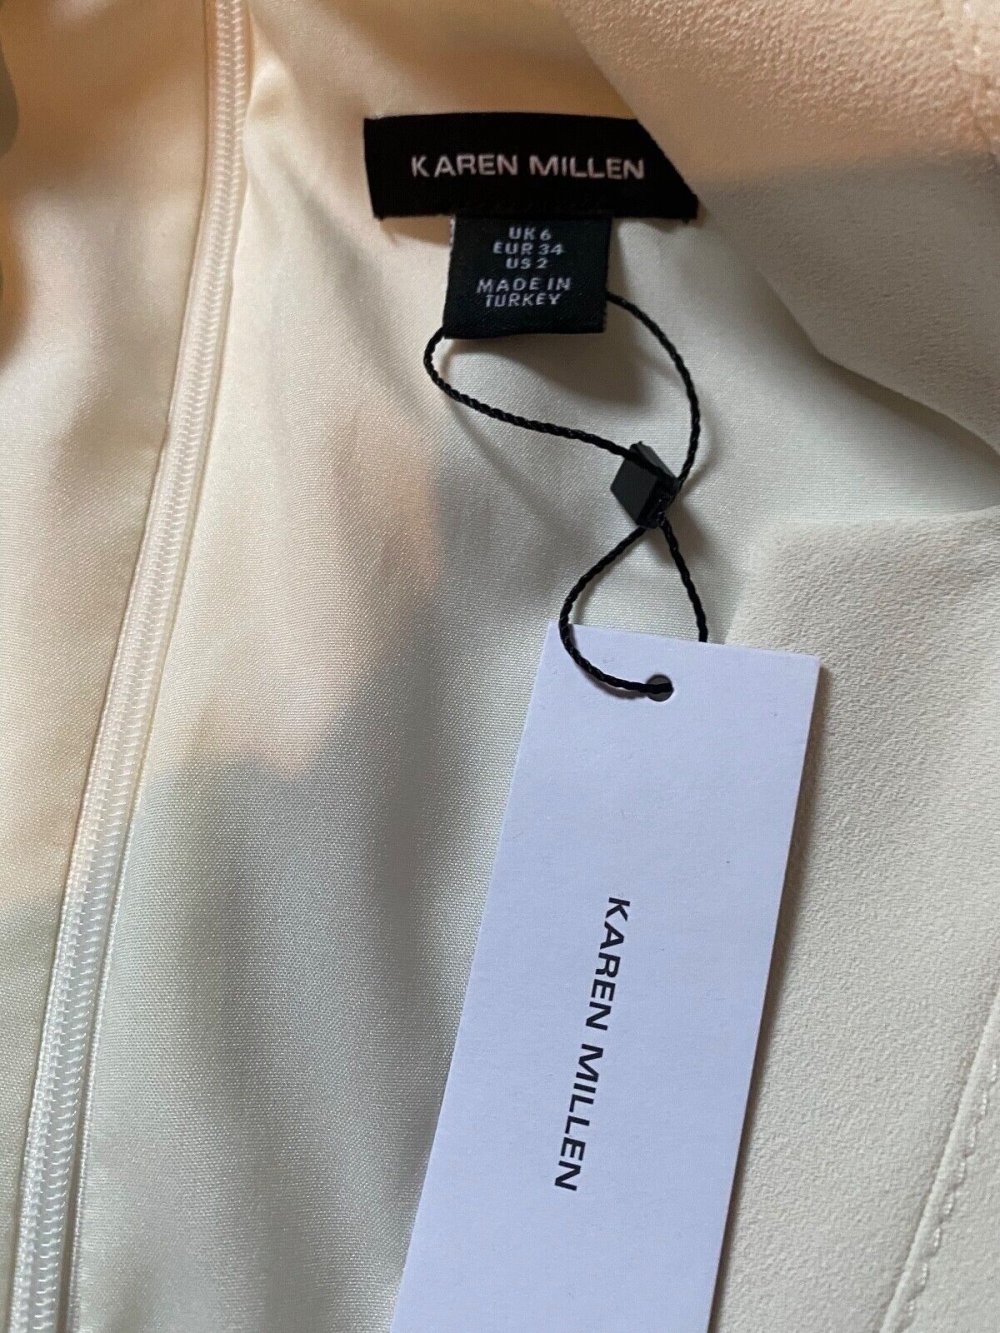 KAREN MILLEN
UK 6
EUR 34
US 2
MADE IN
TURKEY
KAREN MILLEN